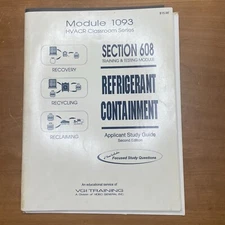 Module 1093
HVACR Classroom Series
SECTION 608
TRAINING & TESTING MODULE
RECOVERY
REFRIGERANT
CONTAINMENT
RECYCLING
Applicant Study Guide
Second Edition
RECLAIMING
Focused Study Questions
An educational service of
VGI TRAINING